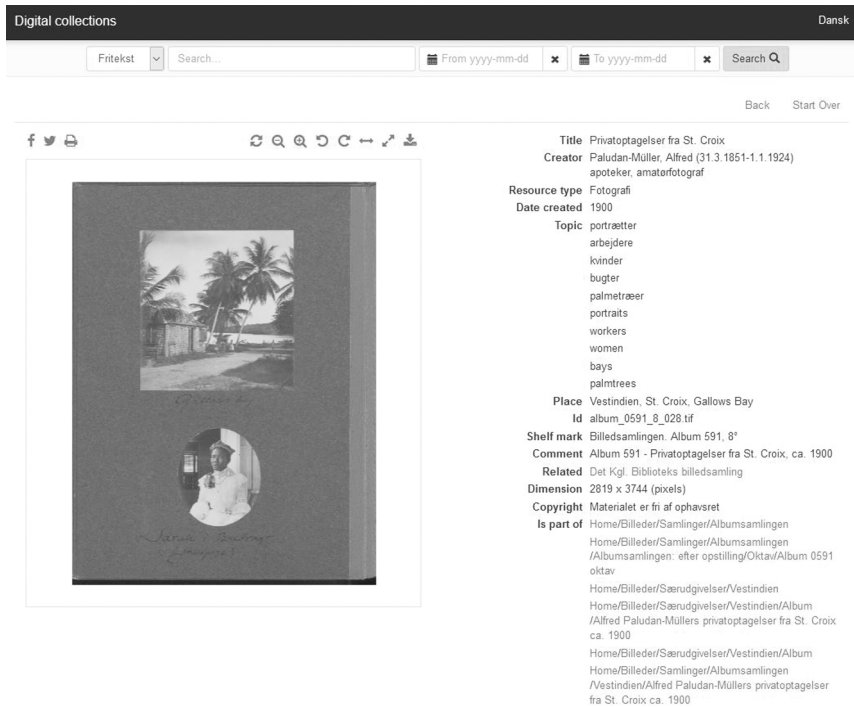 Digital collections
Dansk
Fritekst
Search...
From yyyy-mm-dd
To yyyy-mm-dd
Search
Back
Start Over
Title Privatoptagelser fra St. Croix
Creator Paludan-Müller, Alfred (31.3.1851-1.1.1924)
apoteker, amatørfotograf
Resource type Fotografi
Date created 1900
Topic portrætter
arbejdere
kvinder
bugter
palmetræer
portraits
workers
women
bays
palmtrees
Place Vestindien, St. Croix, Gallows Bay
Id album_0591_8_028.tif
Shelf mark Billedsamlingen. Album 591, 8°
Comment Album 591 - Privatoptagelser fra St. Croix, ca. 1900
Related Det Kgl. Biblioteks billedsamling
Dimension 2819 x 3744 (pixels)
Copyright Materialet er fri af ophavsret
Is part of Home/Billeder/Samlinger/Albumsamlingen
Home/Billeder/Samlinger/Albumsamlingen
/Albumsamlingen: efter opstilling/Oktav/Album 0591
oktav
Home/Billeder/Særudgivelser/Vestindien
Home/Billeder/Særudgivelser/Vestindien/Album
/Alfred Paludan-Müllers privatoptagelser fra St. Croix
ca. 1900
Home/Billeder/Særudgivelser/Vestindien/Album
Home/Billeder/Samlinger/Albumsamlingen
/Vestindien/Alfred Paludan-Müllers privatoptagelser
fra St. Croix ca. 1900